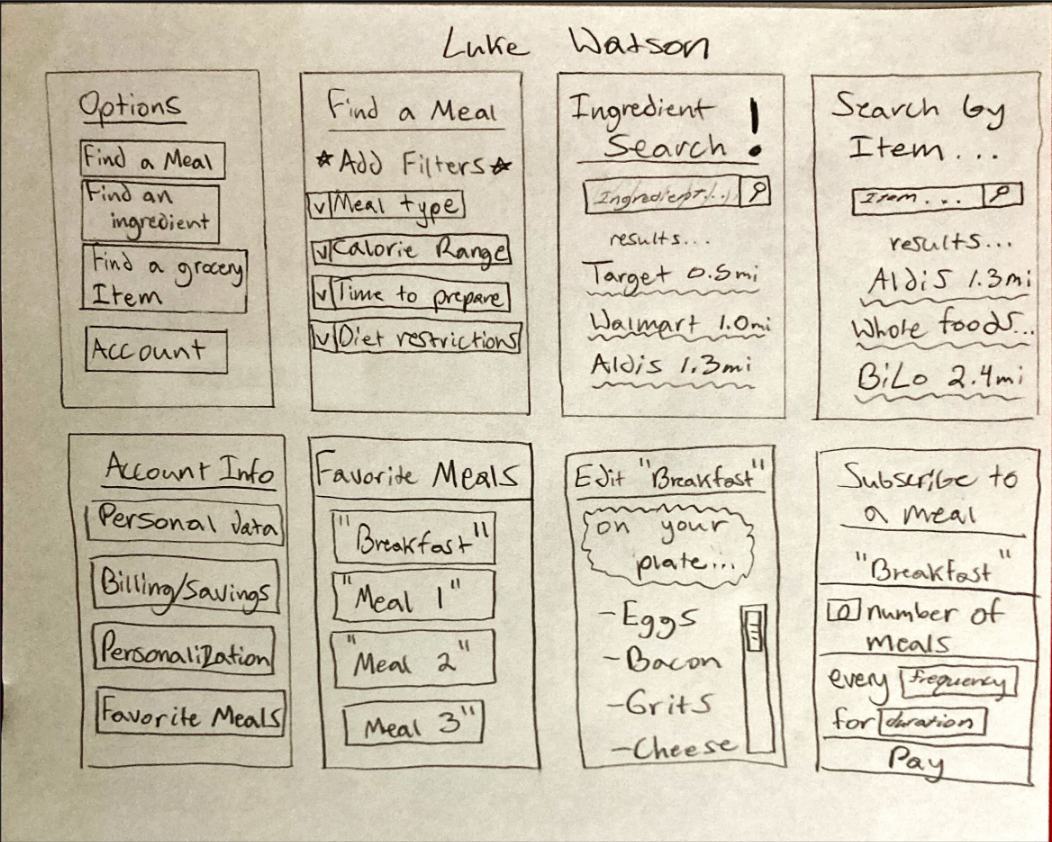 Luke Watson
Options
Find a Meal
Find an
ingredient
Find a grocery
Item
Account
Find a Meal
*Add Filters*
v Meal type
v Calorie Range
v Time to prepare
v Diet restrictions
Ingredient
Search!
Ingredient...
results...
Target 0.5mi
Walmart 1.0mi
Aldis 1.3mi
Search by
Item...
Item...
results...
Aldis 1.3mi
Whole foods...
BiLo 2.4mi
Account Info
Personal data
Billing/Savings
Personalization
Favorite Meals
Favorite Meals
"Breakfast"
"Meal 1"
"Meal 2"
Meal 3"
Edit "Breakfast"
on your
plate...
-Eggs
-Bacon
-Grits
-Cheese
Subscribe to
a meal
"Breakfast"
0 number of
meals
every frequency
for duration
Pay